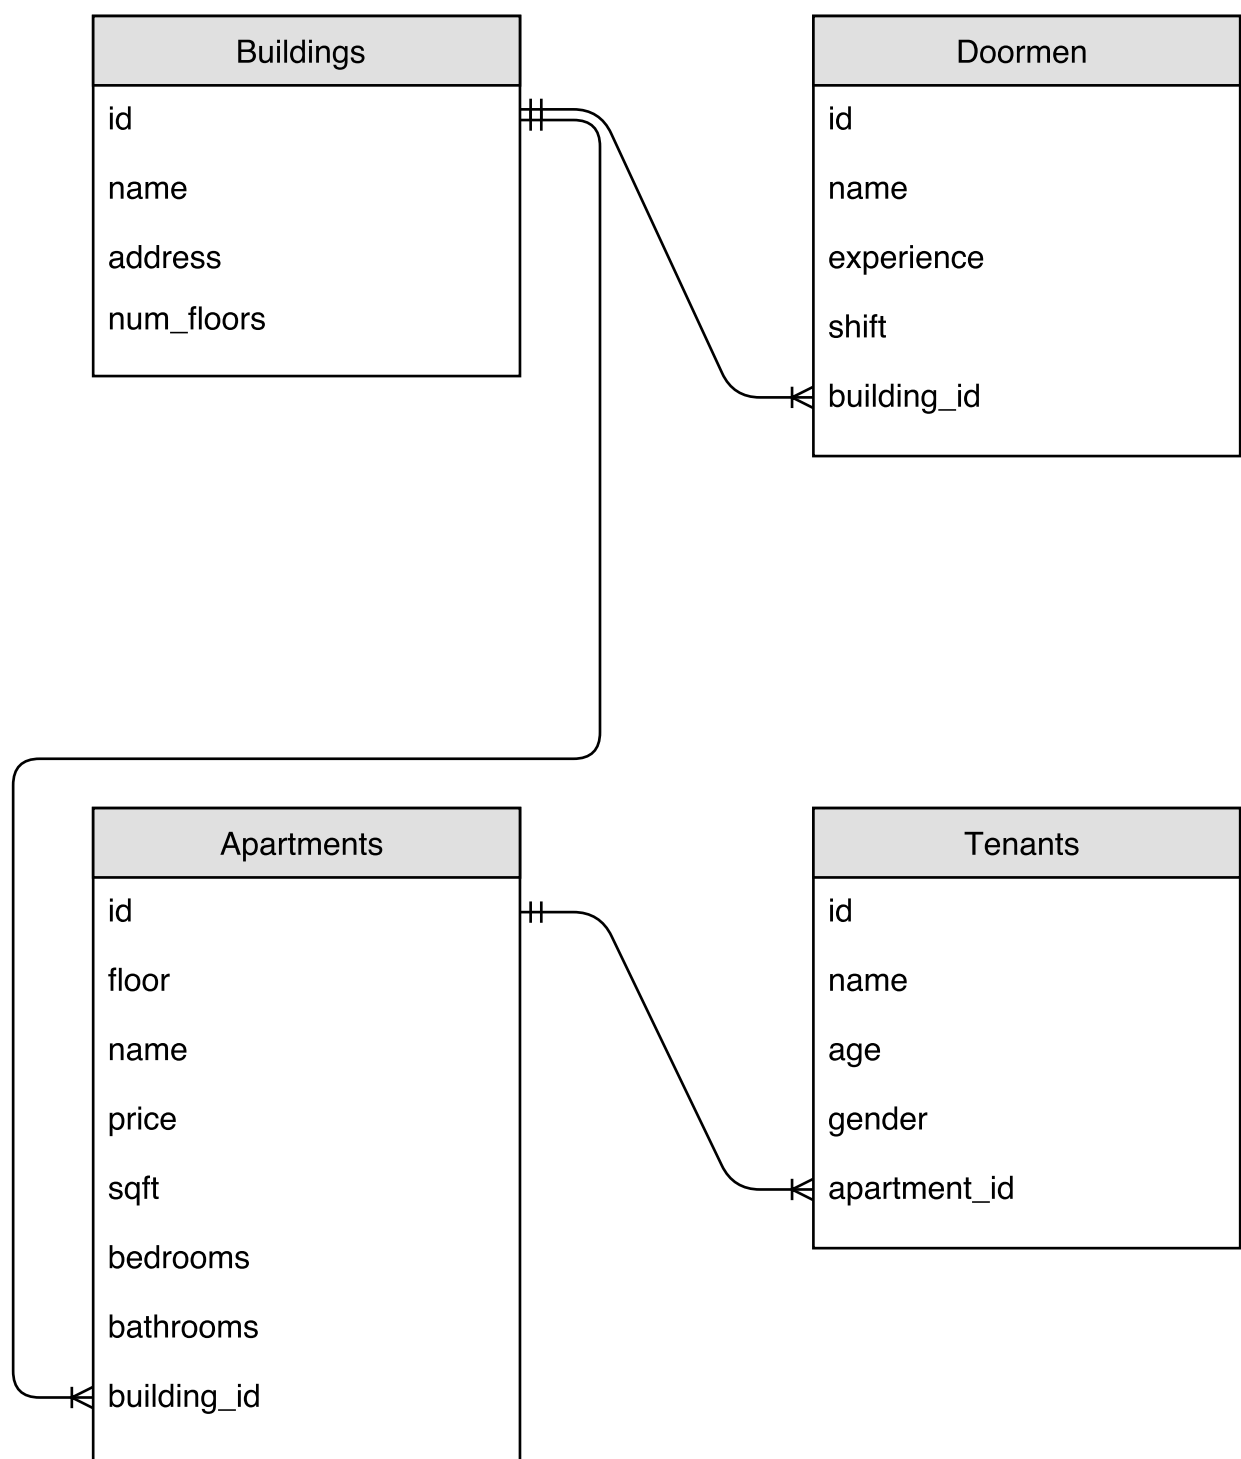 Buildings
id
name
address
num_floors
Doormen
id
name
experience
shift
building_id
Apartments
id
floor
name
price
sqft
bedrooms
bathrooms
building_id
Tenants
id
name
age
gender
apartment_id